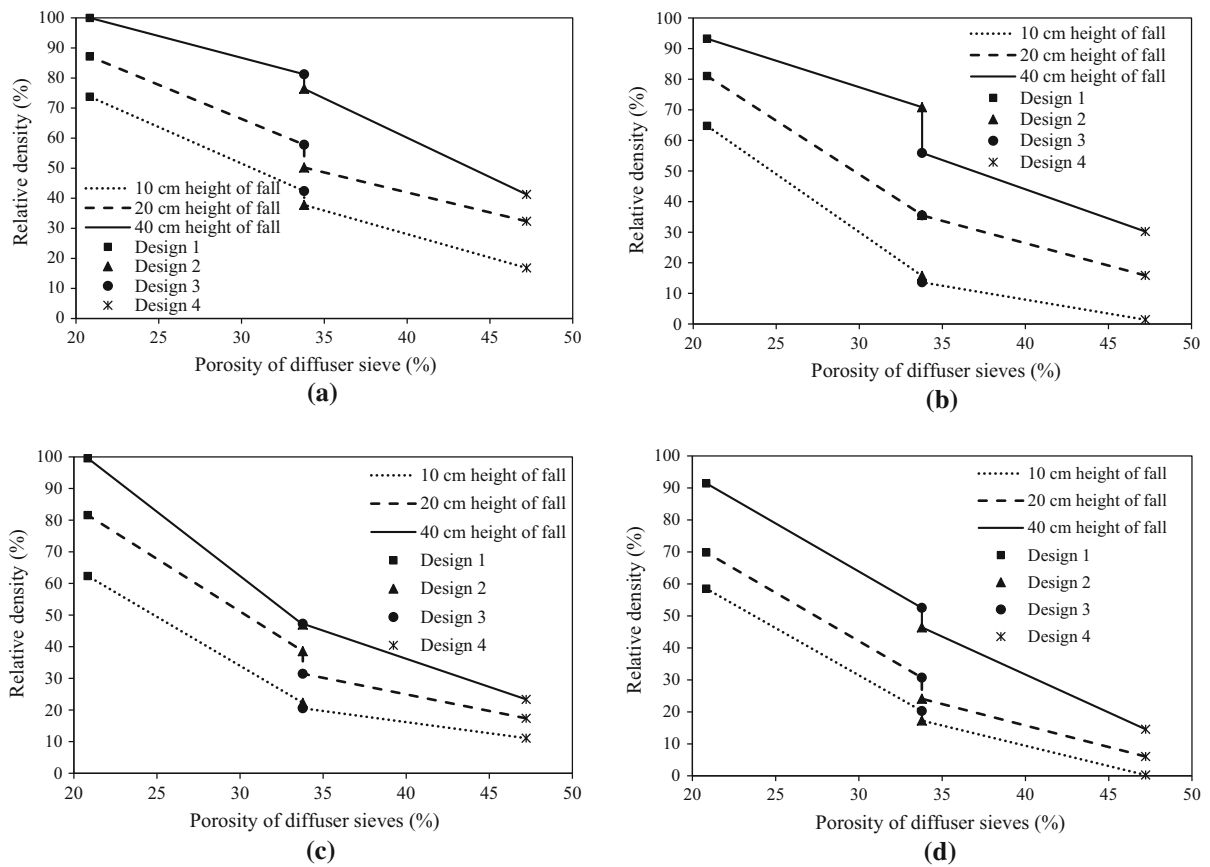 100
90
80
70
60
50
40
30
20
10
0
Relative density (%)
10 cm height of fall
20 cm height of fall
40 cm height of fall
Design 1
Design 2
Design 3
Design 4
20 25 30 35 40 45 50
Porosity of diffuser sieve (%)
(a)
100
90
80
70
60
50
40
30
20
10
0
Relative density (%)
10 cm height of fall
20 cm height of fall
40 cm height of fall
Design 1
Design 2
Design 3
Design 4
20 25 30 35 40 45 50
Porosity of diffuser sieves (%)
(b)
100
90
80
70
60
50
40
30
20
10
0
Relative density (%)
10 cm height of fall
20 cm height of fall
40 cm height of fall
Design 1
Design 2
Design 3
Design 4
20 25 30 35 40 45 50
Porosity of diffuser sieves (%)
(c)
100
90
80
70
60
50
40
30
20
10
0
Relative density (%)
10 cm height of fall
20 cm height of fall
40 cm height of fall
Design 1
Design 2
Design 3
Design 4
20 25 30 35 40 45 50
Porosity of diffuser sieves (%)
(d)